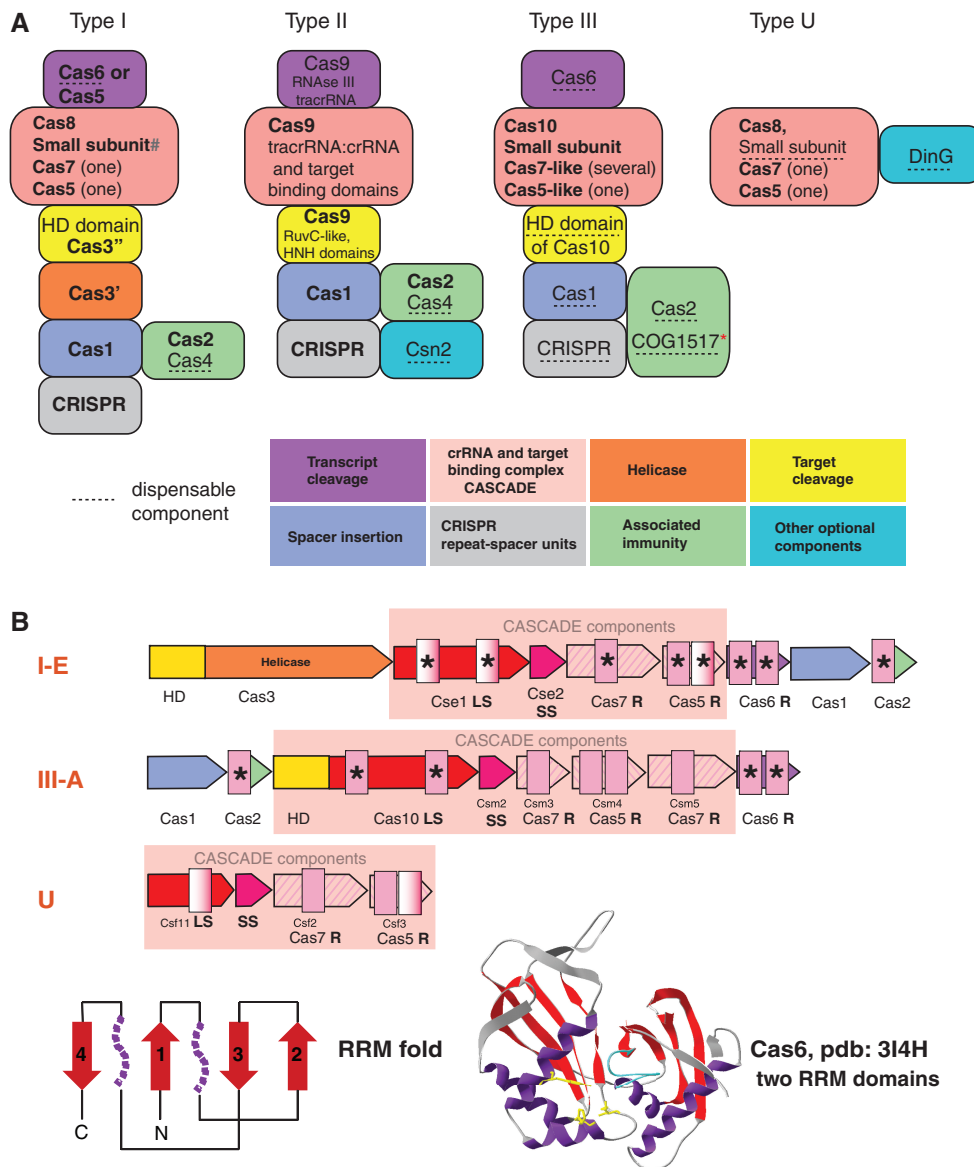 A
Type I
Type II
Type III
Type U
Cas6 or
Cas5
Cas8
Small subunit#
Cas7 (one)
Cas5 (one)
HD domain
Cas3”
Cas3’
Cas1
Cas2
Cas4
CRISPR
Cas9
RNAse III
tracrRNA
Cas9
tracrRNA:crRNA
and target
binding domains
Cas9
RuvC-like,
HNH domains
Cas1
Cas2
Cas4
CRISPR
Csn2
Cas6
Cas10
Small subunit
Cas7-like (several)
Cas5-like (one)
HD domain
of Cas10
Cas1
CRISPR
Cas2
COG1517*
Cas8,
Small subunit
Cas7 (one)
Cas5 (one)
DinG
dispensable
component
Transcript
cleavage
crRNA and target
binding complex
CASCADE
Helicase
Target
cleavage
Spacer insertion
CRISPR
repeat-spacer units
Associated
immunity
Other optional
components
B
I-E
CASCADE components
Helicase
* * * * * * * *
HD Cas3 Cse1 LS Cse2 SS Cas7 R Cas5 R Cas6 R Cas1 Cas2
III-A
CASCADE components
* * * * *
Cas1 Cas2 HD Cas10 LS Csm2 SS Csm3 Cas7 R Csm4 Cas5 R Csm5 Cas7 R Cas6 R
U
CASCADE components
Csf11 LS SS Csf2 Cas7 R Csf3 Cas5 R
4 1 3 2
C N
RRM fold
Cas6, pdb: 3I4H
two RRM domains